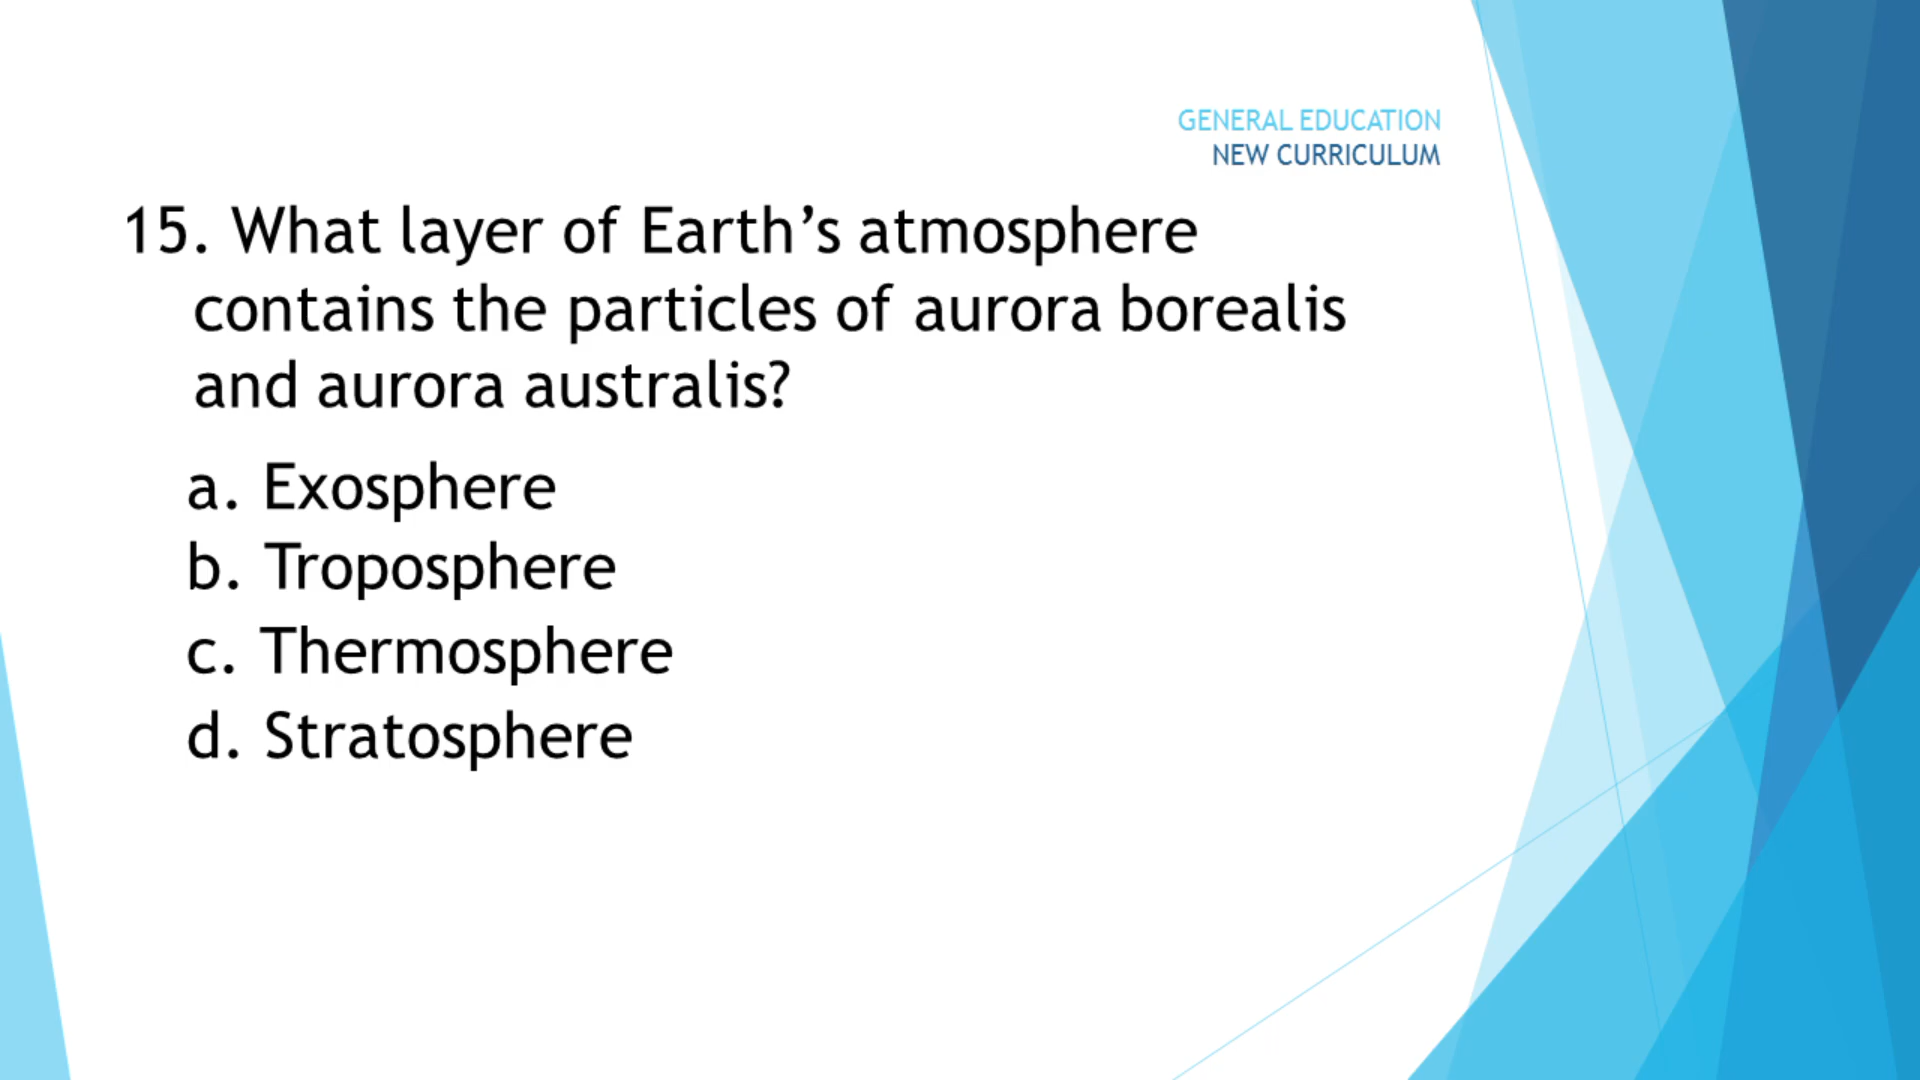 GENERAL EDUCATION
NEW CURRICULUM
15. What layer of Earth’s atmosphere
contains the particles of aurora borealis
and aurora australis?
a. Exosphere
b. Troposphere
c. Thermosphere
d. Stratosphere